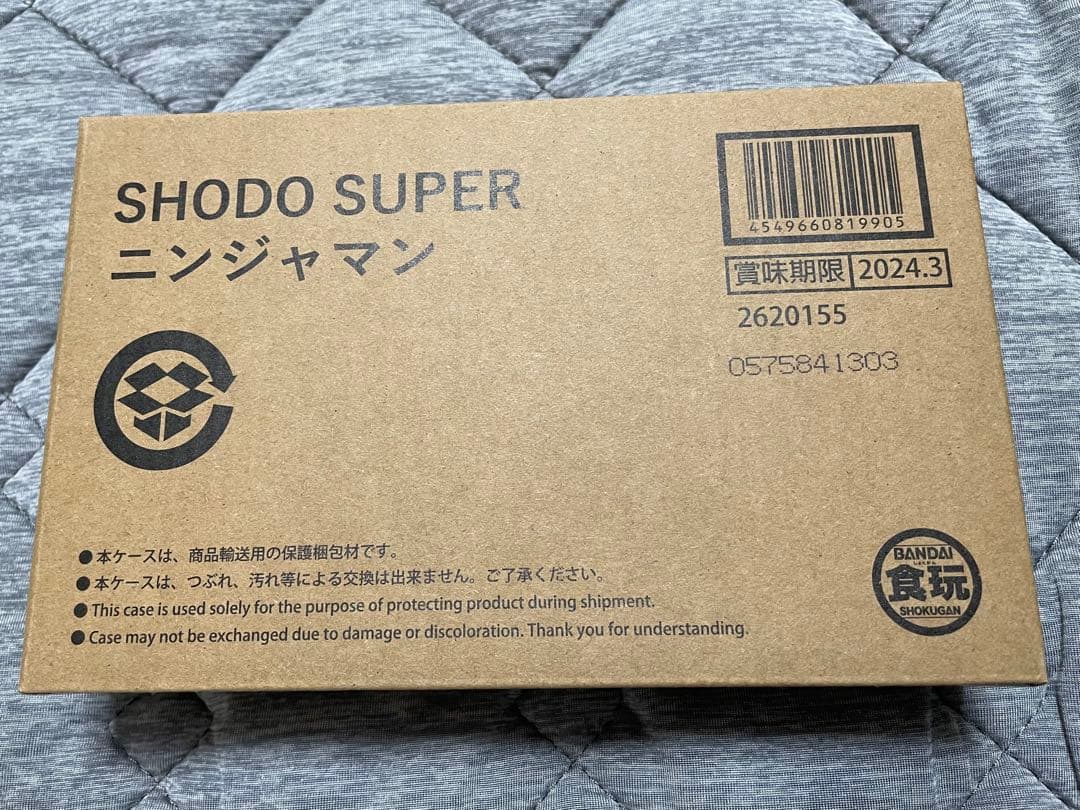 SHODO SUPER
ニンジャマン
4549660819905
賞味期限 2024.3
2620155
0575841303
●本ケースは、商品輸送用の保護梱包材です。
●本ケースは、つぶれ、汚れ等による交換は出来ません。ご了承ください。
●This case is used solely for the purpose of protecting product during shipment.
●Case may not be exchanged due to damage or discoloration. Thank you for understanding.
BANDAI
しょくがん
食玩
SHOKUGAN